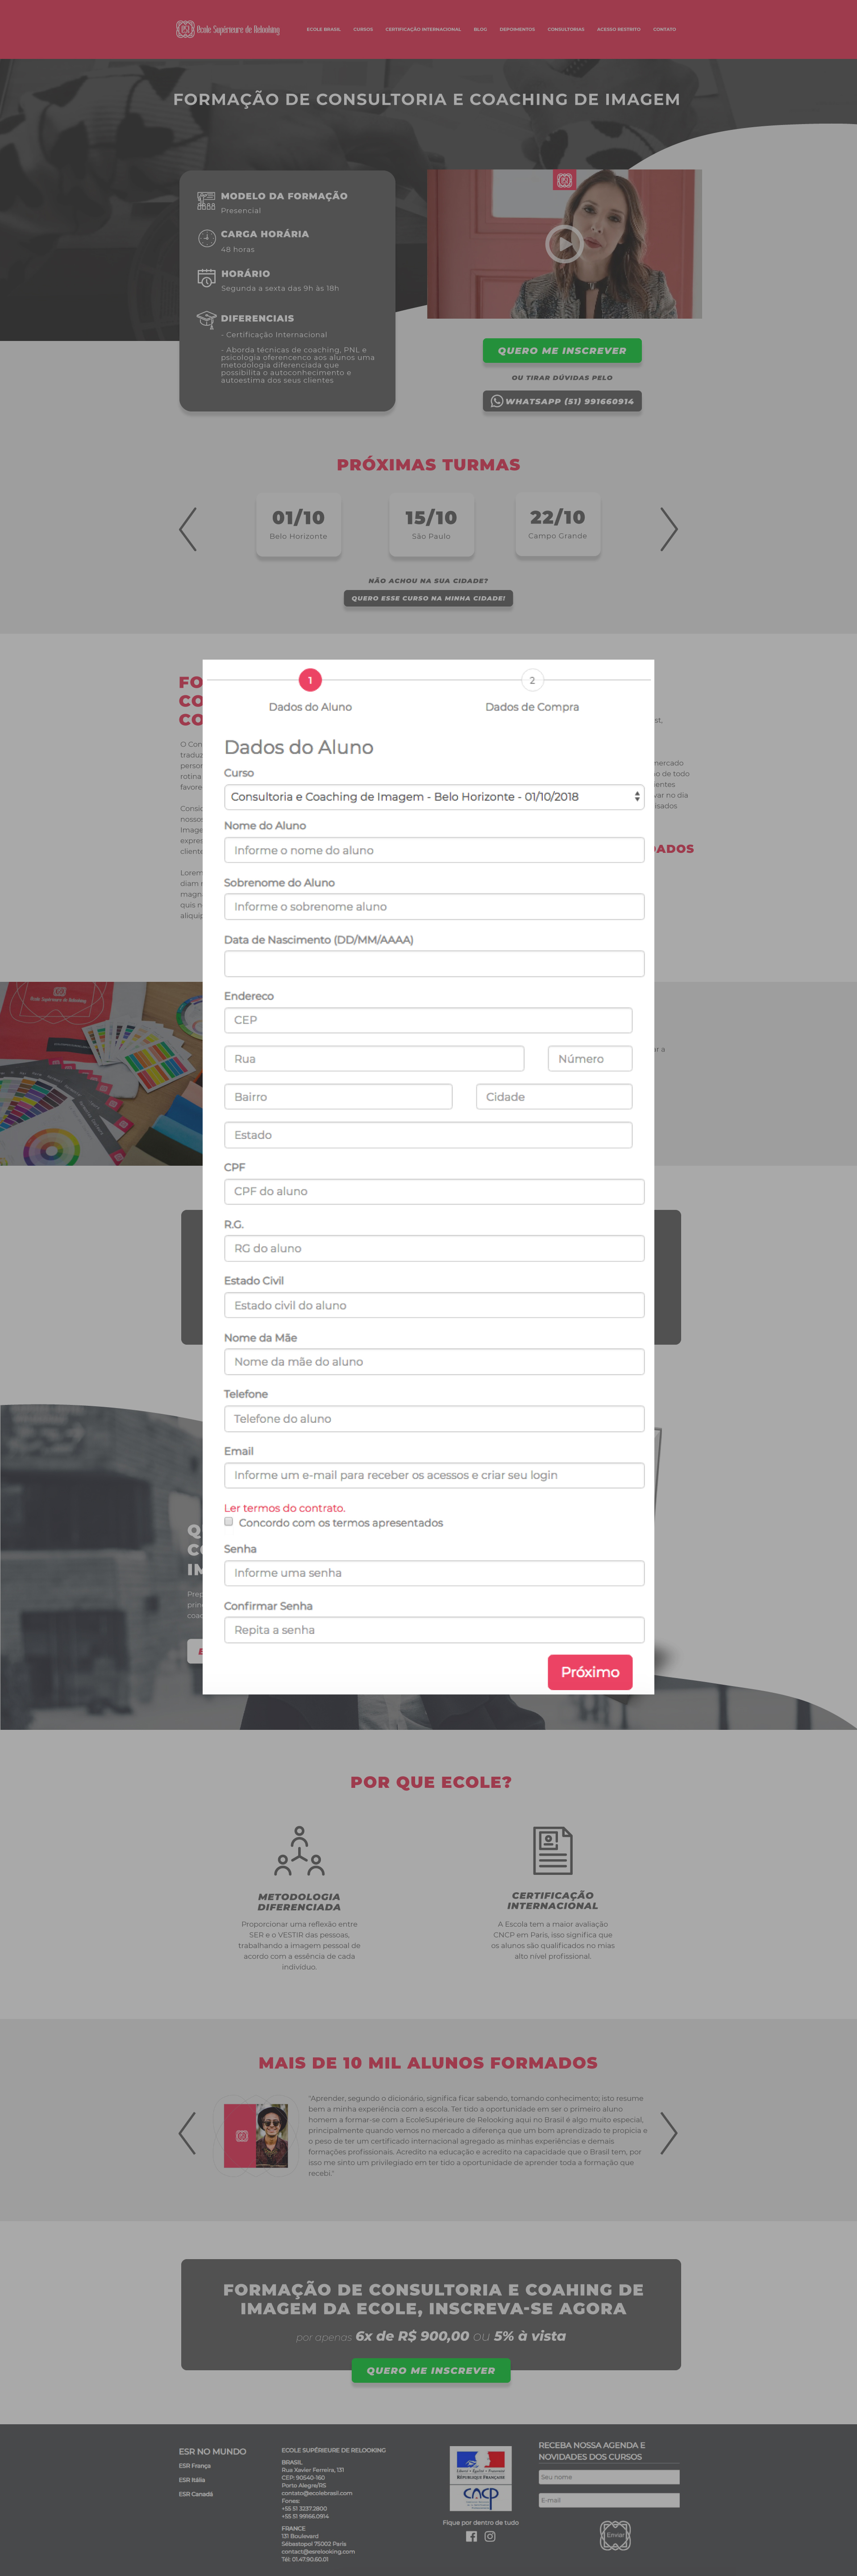 Ecole Supérieure de Relooking
ECOLE BRASIL CURSOS CERTIFICAÇÃO INTERNACIONAL BLOG DEPOIMENTOS CONSULTORIAS ACESSO RESTRITO CONTATO
FORMAÇÃO DE CONSULTORIA E COACHING DE IMAGEM
MODELO DA FORMAÇÃO
Presencial
CARGA HORÁRIA
48 horas
HORÁRIO
Segunda a sexta das 9h às 18h
DIFERENCIAIS
- Certificação Internacional
- Aborda técnicas de coaching, PNL e
psicologia oferencenco aos alunos uma
metodologia diferenciada que
possibilita o autoconhecimento e
autoestima dos seus clientes
QUERO ME INSCREVER
OU TIRAR DÚVIDAS PELO
WHATSAPP (51) 991660914
PRÓXIMAS TURMAS
01/10
Belo Horizonte
15/10
São Paulo
22/10
Campo Grande
NÃO ACHOU NA SUA CIDADE?
QUERO ESSE CURSO NA MINHA CIDADE!
1
2
Dados do Aluno
Dados de Compra
Dados do Aluno
Curso
Consultoria e Coaching de Imagem - Belo Horizonte - 01/10/2018
Nome do Aluno
Informe o nome do aluno
Sobrenome do Aluno
Informe o sobrenome aluno
Data de Nascimento (DD/MM/AAAA)
Endereco
CEP
Rua
Número
Bairro
Cidade
Estado
CPF
CPF do aluno
R.G.
RG do aluno
Estado Civil
Estado civil do aluno
Nome da Mãe
Nome da mãe do aluno
Telefone
Telefone do aluno
Email
Informe um e-mail para receber os acessos e criar seu login
Ler termos do contrato.
Concordo com os termos apresentados
Senha
Informe uma senha
Confirmar Senha
Repita a senha
Próximo
POR QUE ECOLE?
METODOLOGIA
DIFERENCIADA
Proporcionar uma reflexão entre
SER e o VESTIR das pessoas,
trabalhando a imagem pessoal de
acordo com a essência de cada
indivíduo.
CERTIFICAÇÃO
INTERNACIONAL
A Escola tem a maior avaliação
CNCP em Paris, isso significa que
os alunos são qualificados no mias
alto nível profissional.
MAIS DE 10 MIL ALUNOS FORMADOS
"Aprender, segundo o dicionário, significa ficar sabendo, tomando conhecimento; isto resume
bem a minha experiência com a escola. Ter tido a oportunidade em ser o primeiro aluno
homem a formar-se com a EcoleSupérieure de Relooking aqui no Brasil é algo muito especial,
principalmente quando vemos no mercado a diferença que um bom aprendizado te propicia e
o peso de ter um certificado internacional agregado as minhas experiências e demais
formações profissionais. Acredito na educação e acredito na capacidade que o Brasil tem, por
isso me sinto um privilegiado em ter tido a oportunidade de aprender toda a formação que
recebi."
FORMAÇÃO DE CONSULTORIA E COAHING DE
IMAGEM DA ECOLE, INSCREVA-SE AGORA
por apenas 6x de R$ 900,00 ou 5% à vista
QUERO ME INSCREVER
ESR NO MUNDO
ESR França
ESR Itália
ESR Canadá
ECOLE SUPÉRIEURE DE RELOOKING
BRASIL
Rua Xavier Ferreira, 131
CEP: 90540-160
Porto Alegre/RS
contato@ecolebrasil.com
Fones:
+55 51 3237.2800
+55 51 99166.0914
FRANCE
131 Boulevard
Sébastopol 75002 Paris
contact@esrelooking.com
Tél: 01.47.90.60.01
Liberté • Égalité • Fraternité
RÉPUBLIQUE FRANÇAISE
cncp
Fique por dentro de tudo
RECEBA NOSSA AGENDA E
NOVIDADES DOS CURSOS
Seu nome
E-mail
Enviar